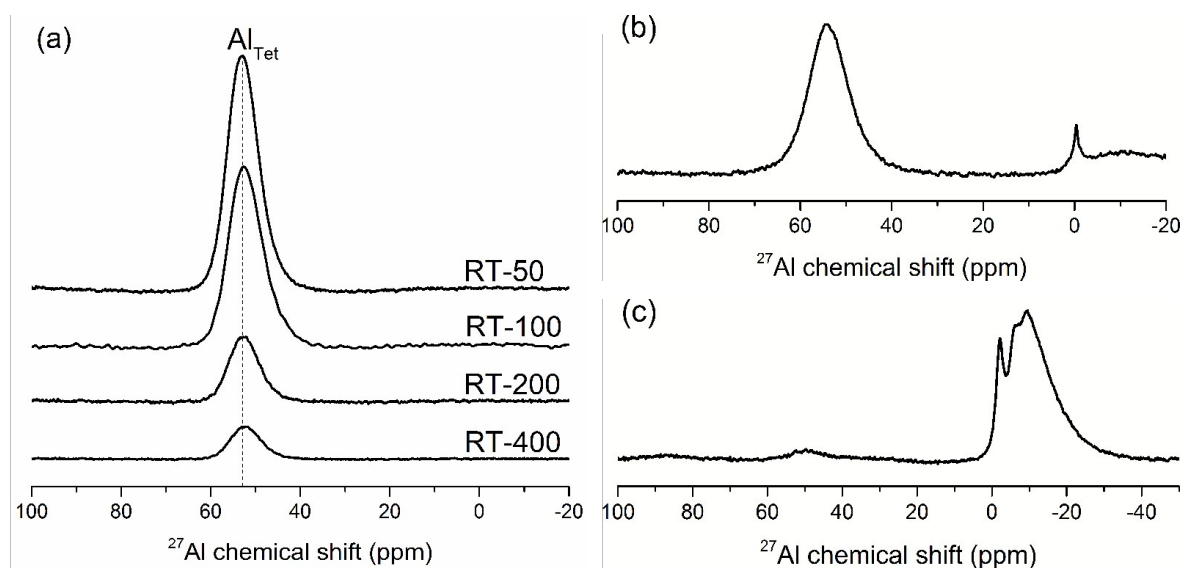 (a)
Al_Tet
RT-50
RT-100
RT-200
RT-400
100 80 60 40 20 0 -20
²⁷Al chemical shift (ppm)
(b)
100 80 60 40 20 0 -20
²⁷Al chemical shift (ppm)
(c)
100 80 60 40 20 0 -20 -40
²⁷Al chemical shift (ppm)